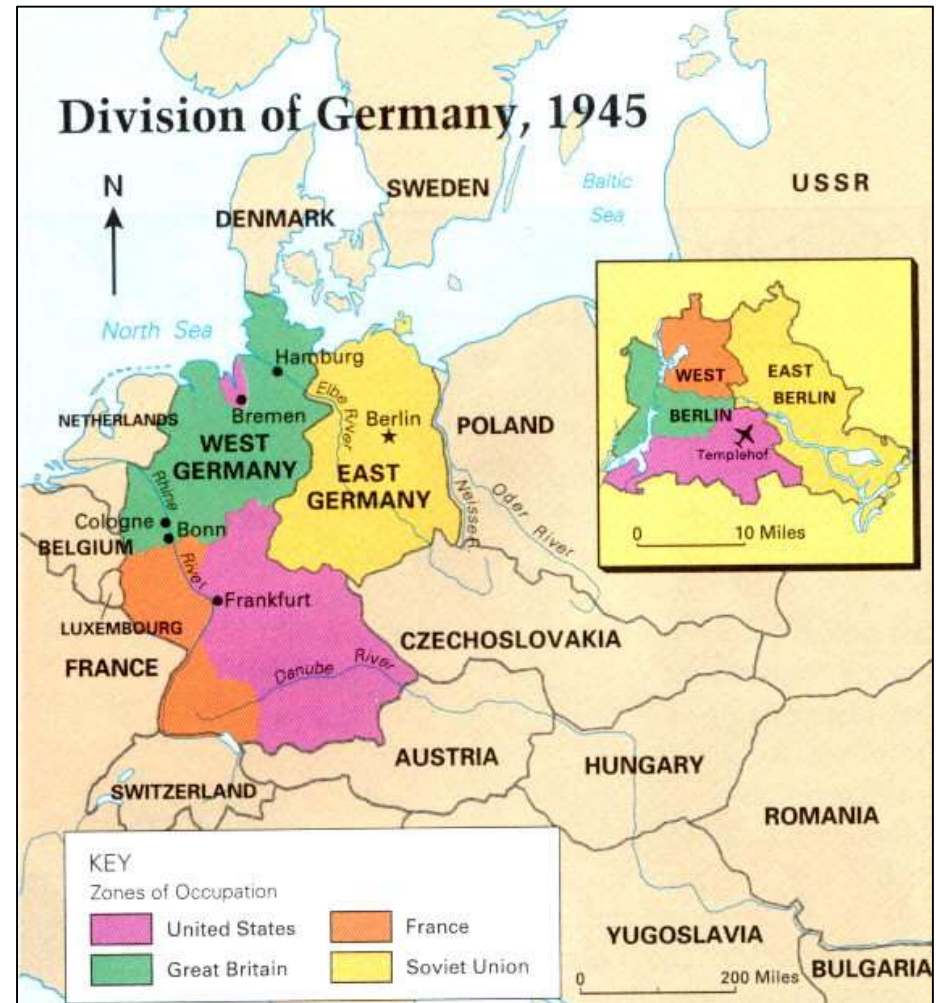 Division of Germany, 1945
N
SWEDEN
Baltic
Sea
USSR
DENMARK
North Sea
Hamburg
Elbe
River
Bremen
Berlin
NETHERLANDS
WEST
GERMANY
EAST
GERMANY
POLAND
Rhine
River
Neisse R.
Oder River
Cologne
Bonn
BELGIUM
Frankfurt
LUXEMBOURG
CZECHOSLOVAKIA
FRANCE
Danube River
AUSTRIA
HUNGARY
SWITZERLAND
ROMANIA
YUGOSLAVIA
BULGARIA
WEST
BERLIN
EAST
BERLIN
Templehof
0 10 Miles
KEY
Zones of Occupation
United States
France
Great Britain
Soviet Union
0 200 Miles